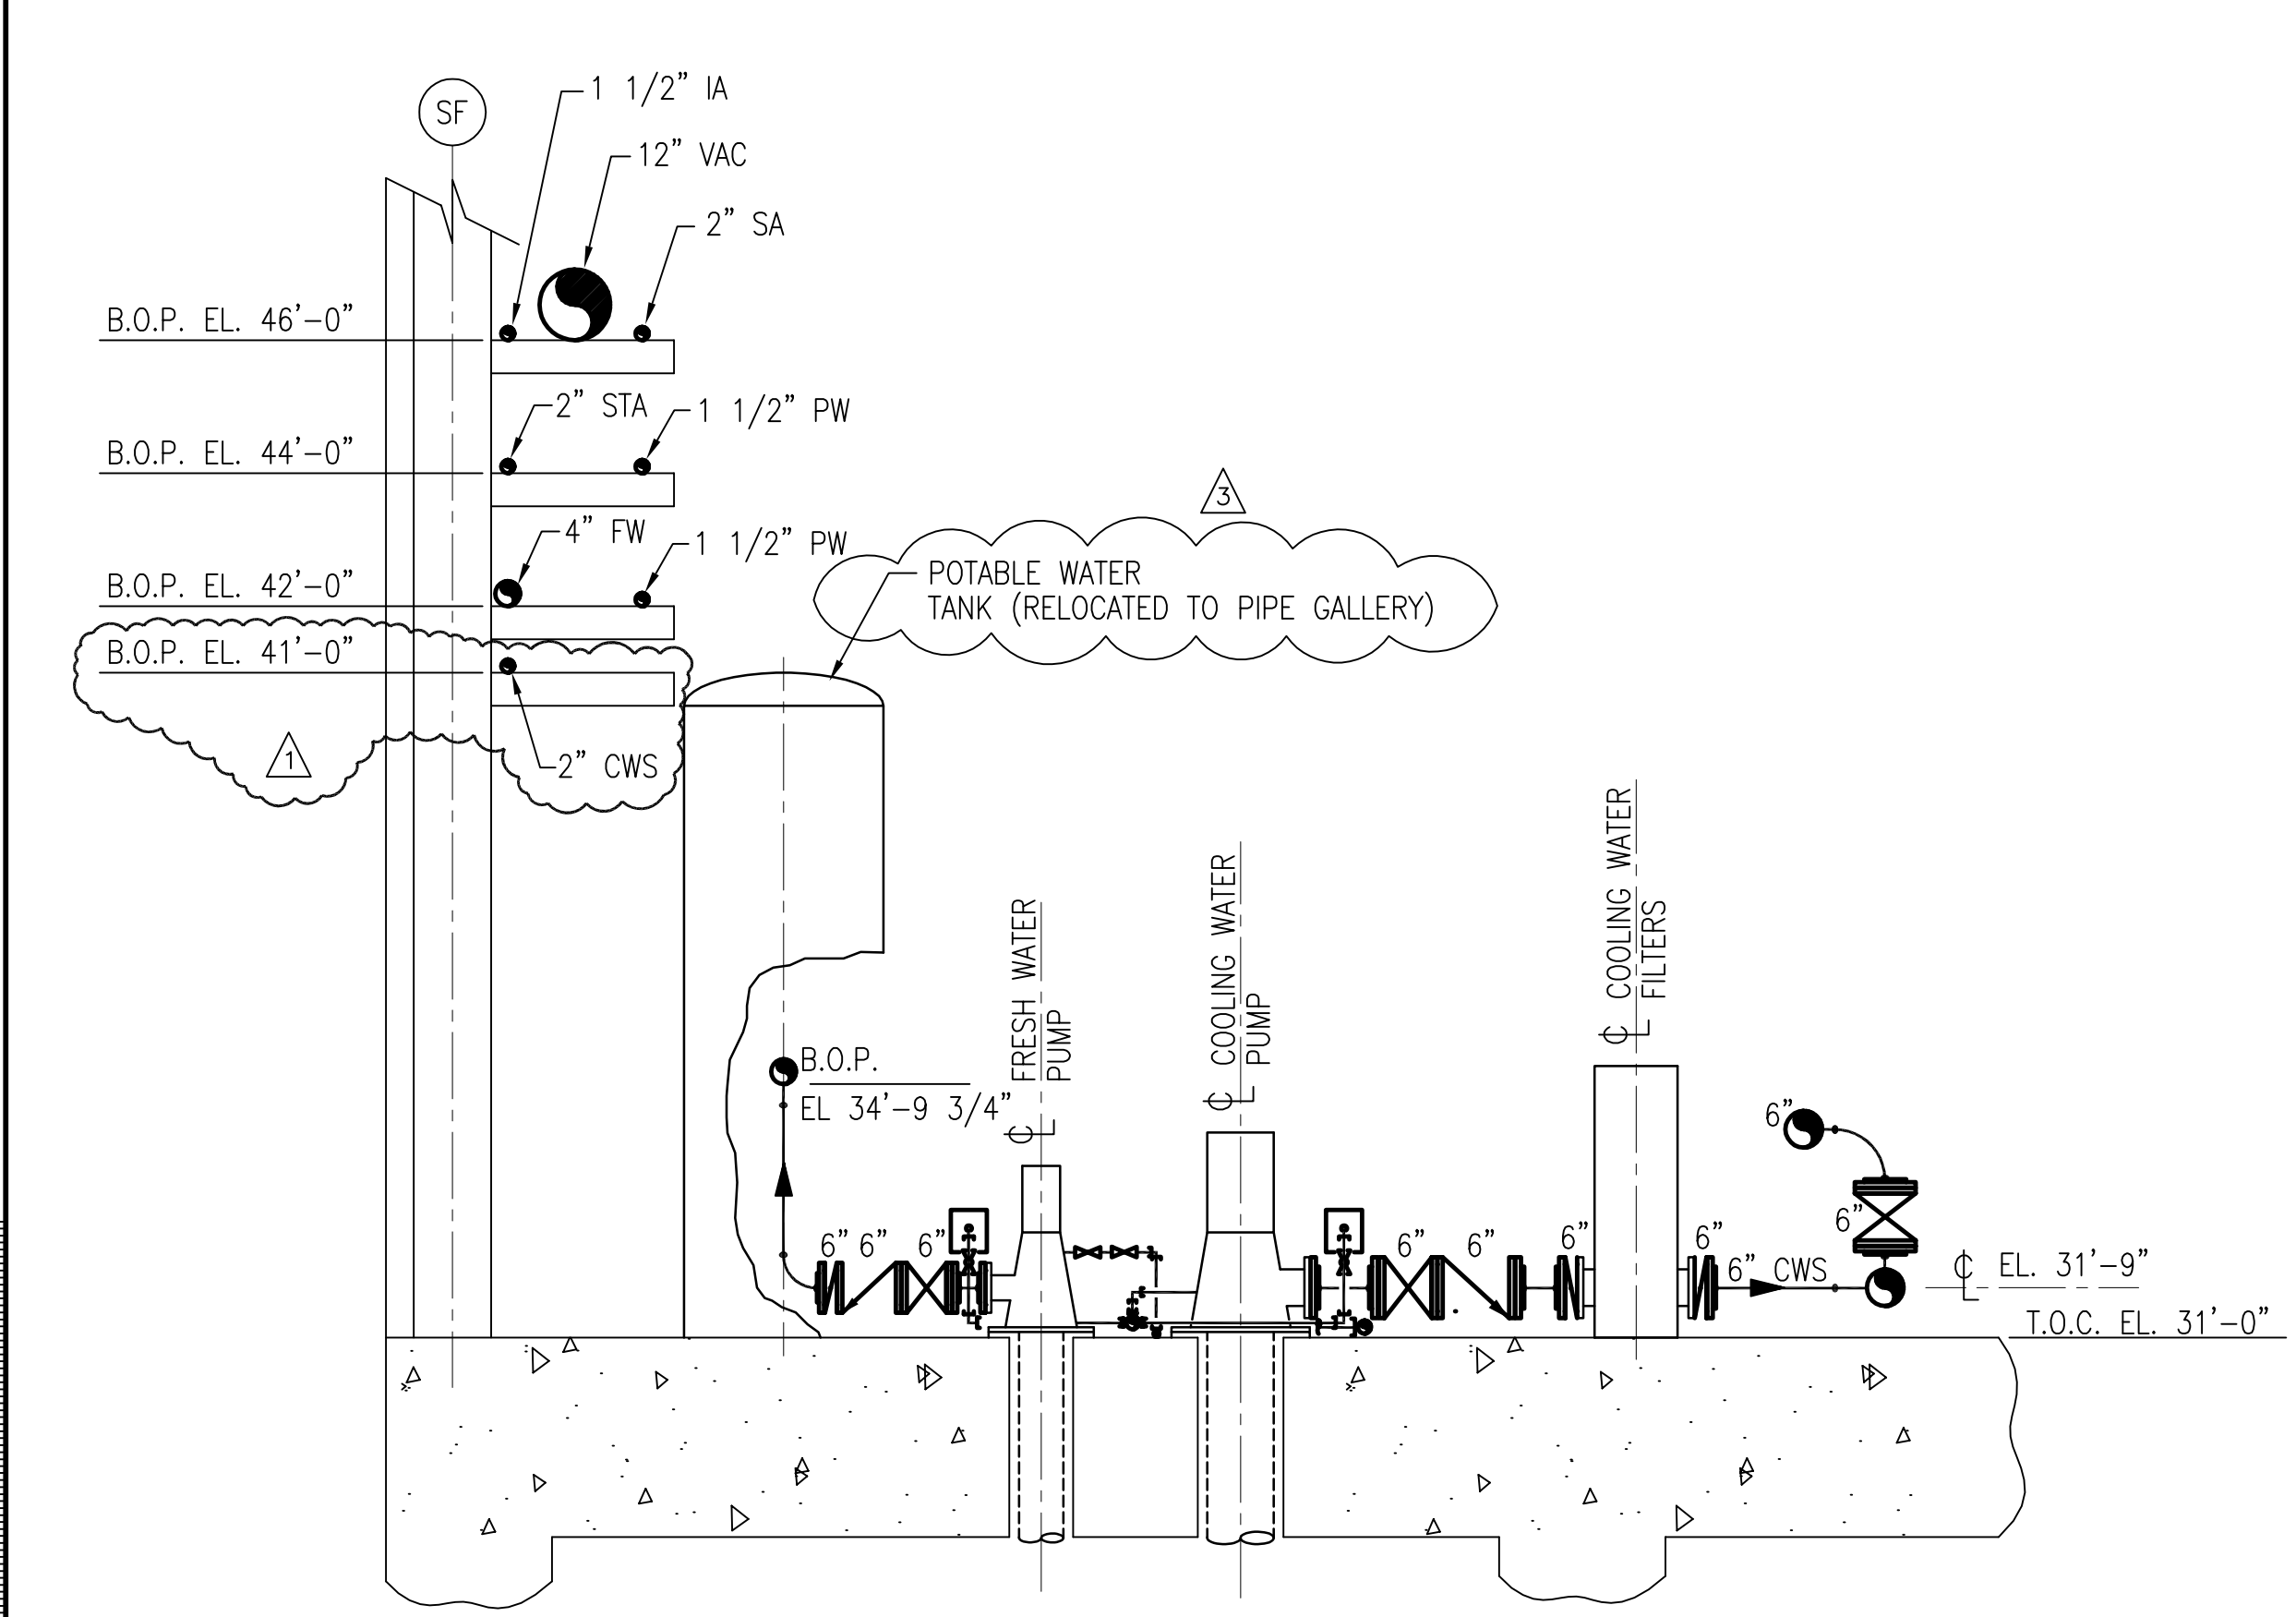 SF
1 1/2” IA
12” VAC
2” SA
B.O.P. EL. 46’-0”
2” STA
1 1/2” PW
B.O.P. EL. 44’-0”
4” FW
1 1/2” PW
B.O.P. EL. 42’-0”
3
POTABLE WATER
TANK (RELOCATED TO PIPE GALLERY)
B.O.P. EL. 41’-0”
1
2” CWS
℄ FRESH WATER
PUMP
℄ COOLING WATER
PUMP
℄ COOLING WATER
FILTERS
B.O.P.
EL 34’-9 3/4”
6”
6”
6”
6”
6”
6”
6”
6”
6”
6” CWS
℄ EL. 31’-9”
T.O.C. EL. 31’-0”